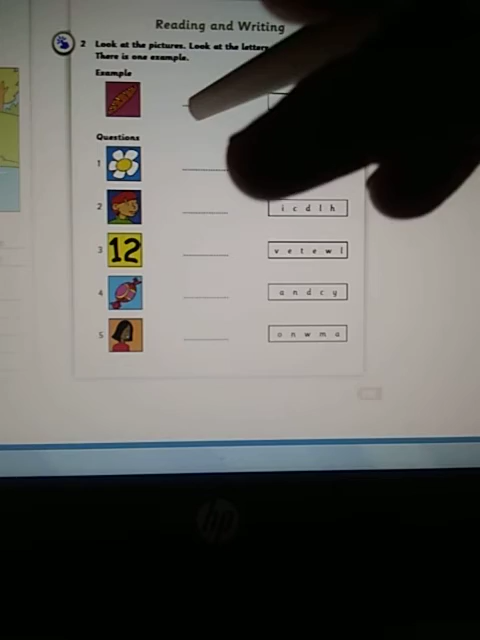 Reading and Writing
2 Look at the pictures. Look at the letters
There is one example.
Example
Questions
1
2 i c d l h
3 12 v e t e w l
4 a n d c y
5 o n w m a
hp